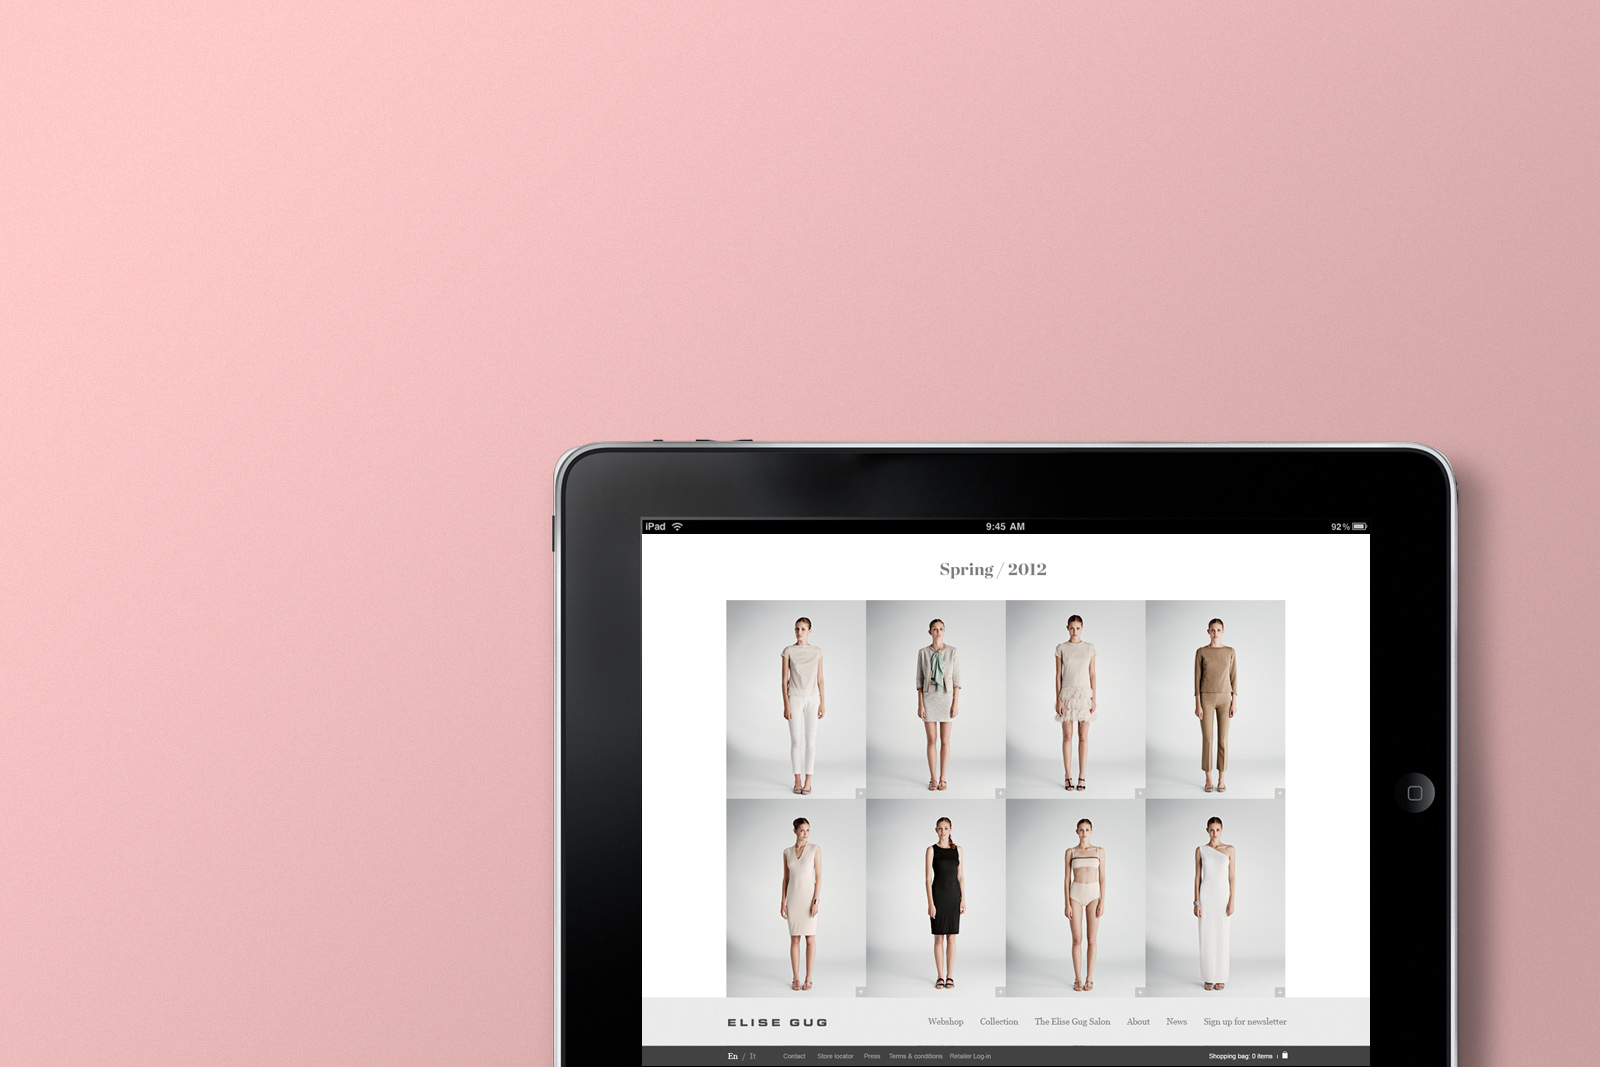 iPad 9:45 AM 92%
Spring / 2012
ELISE GUG Webshop Collection The Elise Gug Salon About News Sign up for newsletter
En / It Contact Store locator Press Terms & conditions Retailer Log-in Shopping bag: 0 items